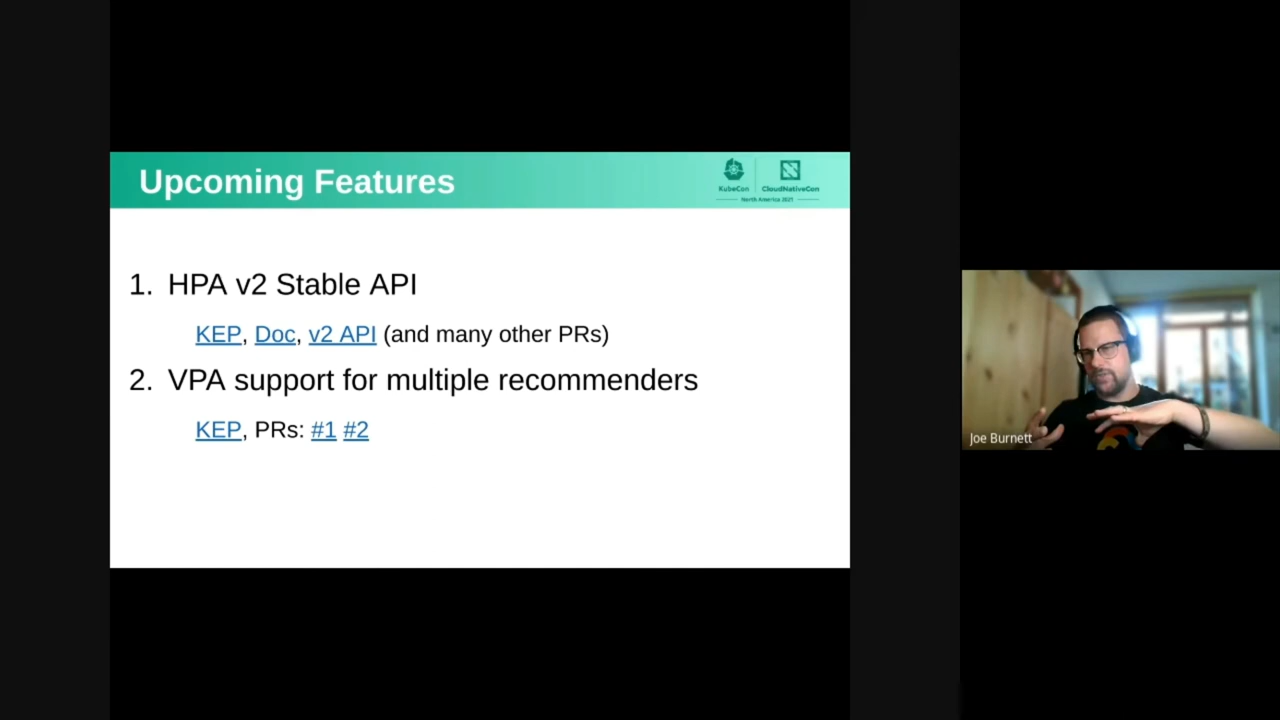 Upcoming Features
KubeCon
CloudNativeCon
North America 2021
1. HPA v2 Stable API
KEP, Doc, v2 API (and many other PRs)
2. VPA support for multiple recommenders
KEP, PRs: #1 #2
Joe Burnett